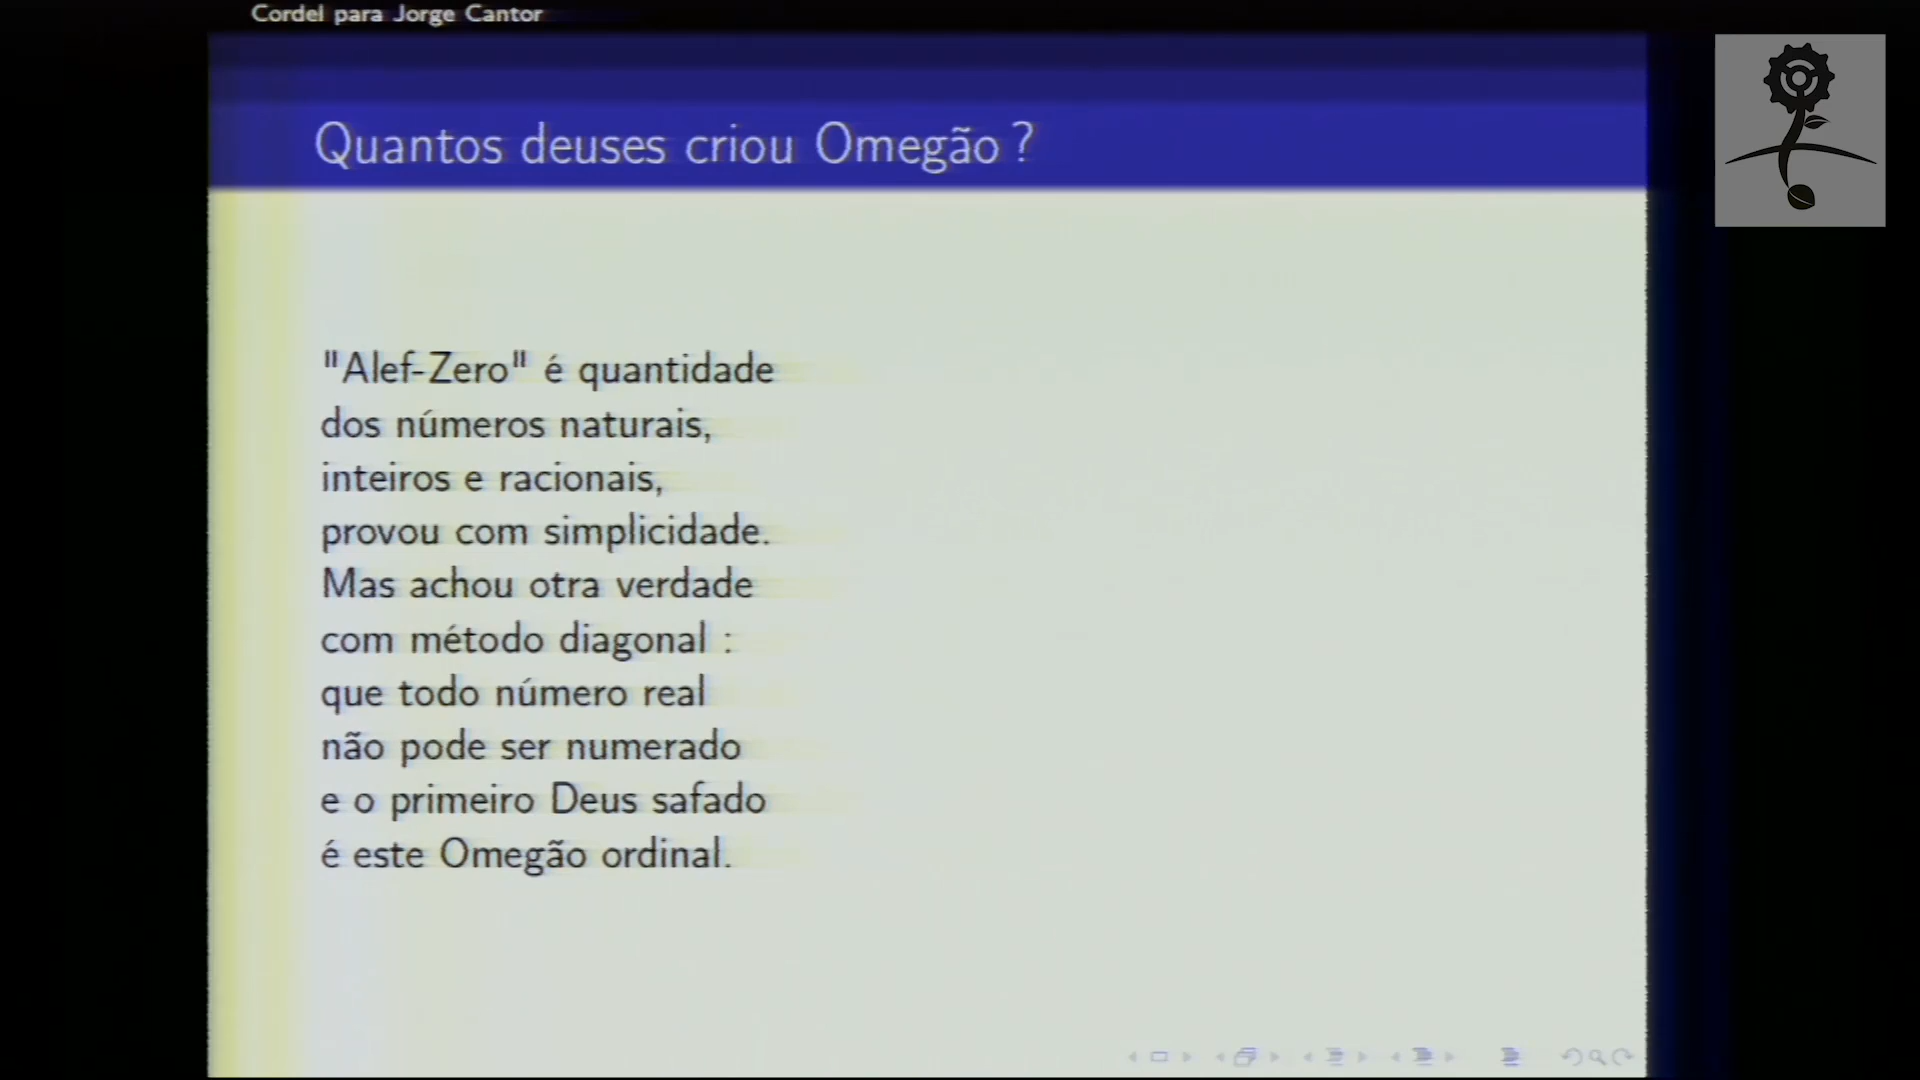 Cordel para Jorge Cantor
Quantos deuses criou Omegão ?
"Alef-Zero" é quantidade
dos números naturais,
inteiros e racionais,
provou com simplicidade.
Mas achou otra verdade
com método diagonal :
que todo número real
não pode ser numerado
e o primeiro Deus safado
é este Omegão ordinal.